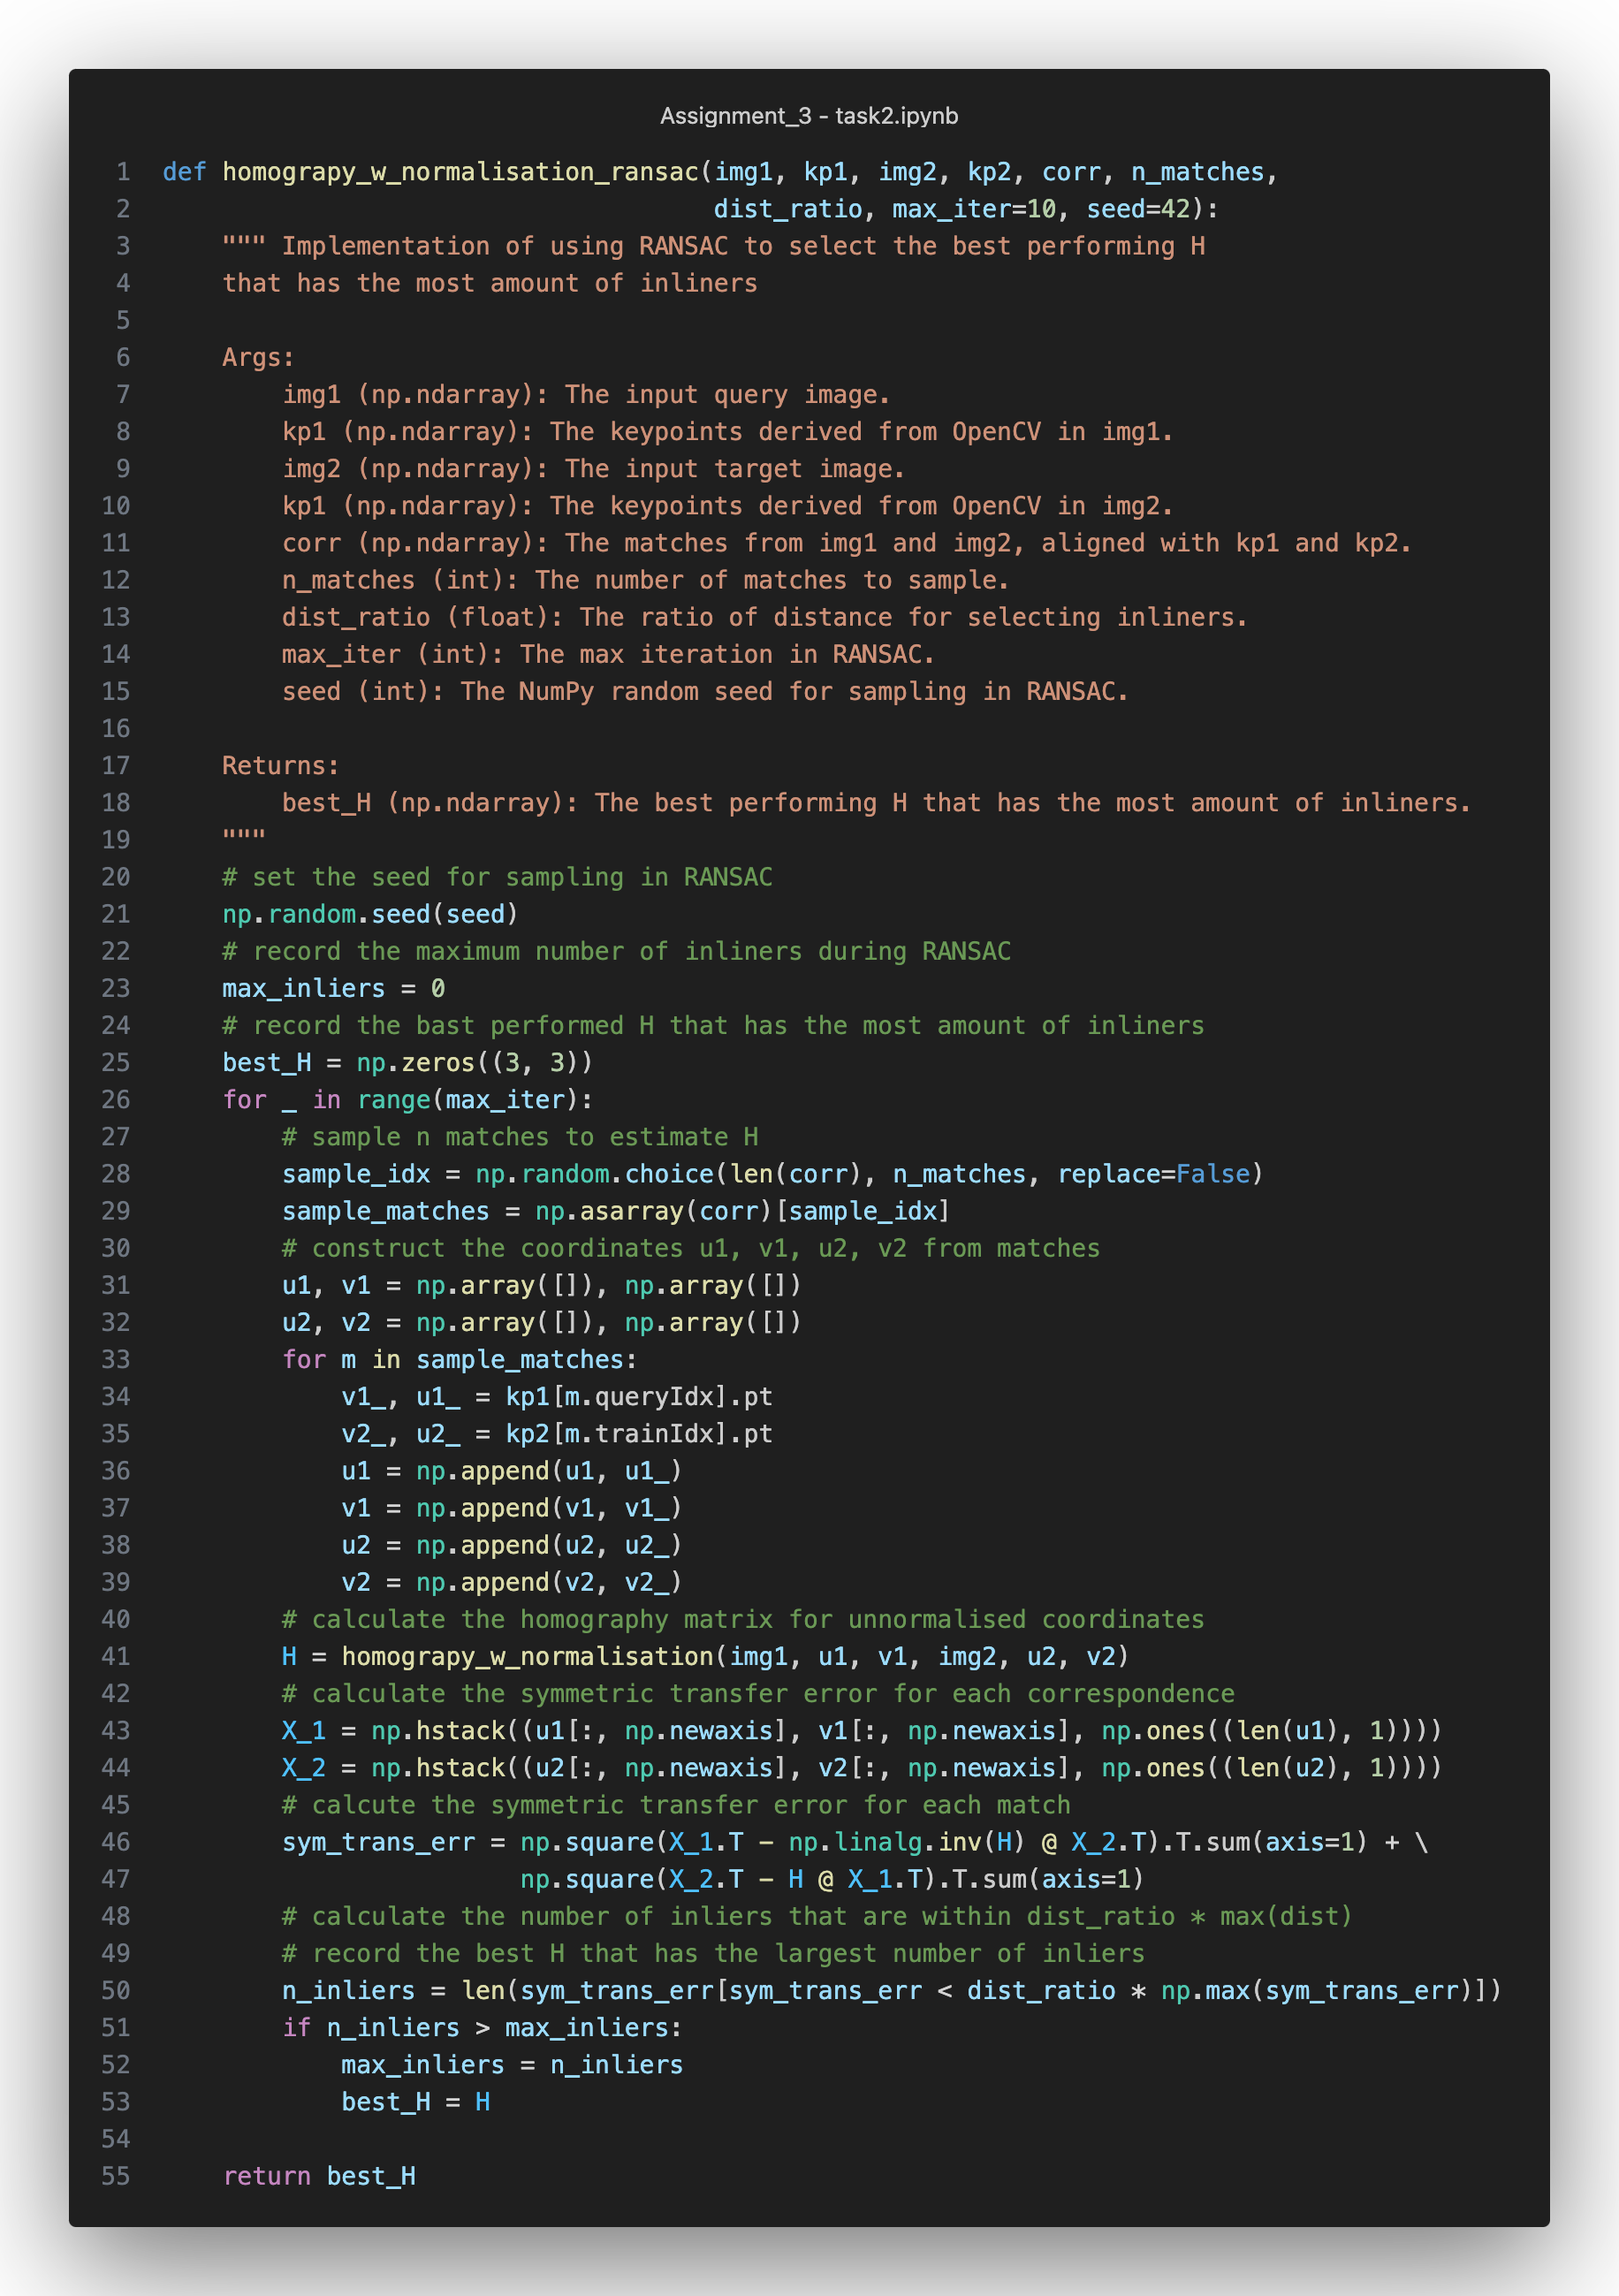 Assignment_3 - task2.ipynb
1 def homograpy_w_normalisation_ransac(img1, kp1, img2, kp2, corr, n_matches,
2                                      dist_ratio, max_iter=10, seed=42):
3     """ Implementation of using RANSAC to select the best performing H
4     that has the most amount of inliners
5
6     Args:
7         img1 (np.ndarray): The input query image.
8         kp1 (np.ndarray): The keypoints derived from OpenCV in img1.
9         img2 (np.ndarray): The input target image.
10         kp1 (np.ndarray): The keypoints derived from OpenCV in img2.
11         corr (np.ndarray): The matches from img1 and img2, aligned with kp1 and kp2.
12         n_matches (int): The number of matches to sample.
13         dist_ratio (float): The ratio of distance for selecting inliners.
14         max_iter (int): The max iteration in RANSAC.
15         seed (int): The NumPy random seed for sampling in RANSAC.
16
17     Returns:
18         best_H (np.ndarray): The best performing H that has the most amount of inliners.
19     """
20     # set the seed for sampling in RANSAC
21     np.random.seed(seed)
22     # record the maximum number of inliners during RANSAC
23     max_inliers = 0
24     # record the bast performed H that has the most amount of inliners
25     best_H = np.zeros((3, 3))
26     for _ in range(max_iter):
27         # sample n matches to estimate H
28         sample_idx = np.random.choice(len(corr), n_matches, replace=False)
29         sample_matches = np.asarray(corr)[sample_idx]
30         # construct the coordinates u1, v1, u2, v2 from matches
31         u1, v1 = np.array([]), np.array([])
32         u2, v2 = np.array([]), np.array([])
33         for m in sample_matches:
34             v1_, u1_ = kp1[m.queryIdx].pt
35             v2_, u2_ = kp2[m.trainIdx].pt
36             u1 = np.append(u1, u1_)
37             v1 = np.append(v1, v1_)
38             u2 = np.append(u2, u2_)
39             v2 = np.append(v2, v2_)
40         # calculate the homography matrix for unnormalised coordinates
41         H = homograpy_w_normalisation(img1, u1, v1, img2, u2, v2)
42         # calculate the symmetric transfer error for each correspondence
43         X_1 = np.hstack((u1[:, np.newaxis], v1[:, np.newaxis], np.ones((len(u1), 1))))
44         X_2 = np.hstack((u2[:, np.newaxis], v2[:, np.newaxis], np.ones((len(u2), 1))))
45         # calcute the symmetric transfer error for each match
46         sym_trans_err = np.square(X_1.T - np.linalg.inv(H) @ X_2.T).T.sum(axis=1) + \
47                         np.square(X_2.T - H @ X_1.T).T.sum(axis=1)
48         # calculate the number of inliers that are within dist_ratio * max(dist)
49         # record the best H that has the largest number of inliers
50         n_inliers = len(sym_trans_err[sym_trans_err < dist_ratio * np.max(sym_trans_err)])
51         if n_inliers > max_inliers:
52             max_inliers = n_inliers
53             best_H = H
54
55     return best_H